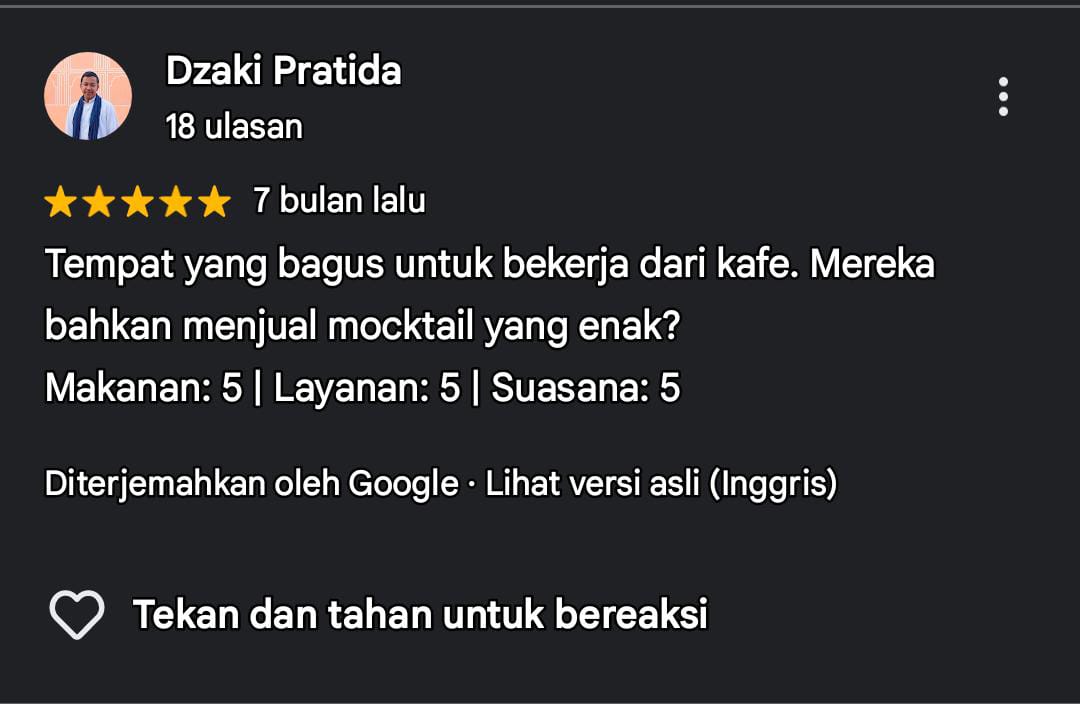 Dzaki Pratida
18 ulasan
7 bulan lalu
Tempat yang bagus untuk bekerja dari kafe. Mereka
bahkan menjual mocktail yang enak?
Makanan: 5 | Layanan: 5 | Suasana: 5
Diterjemahkan oleh Google · Lihat versi asli (Inggris)
Tekan dan tahan untuk bereaksi